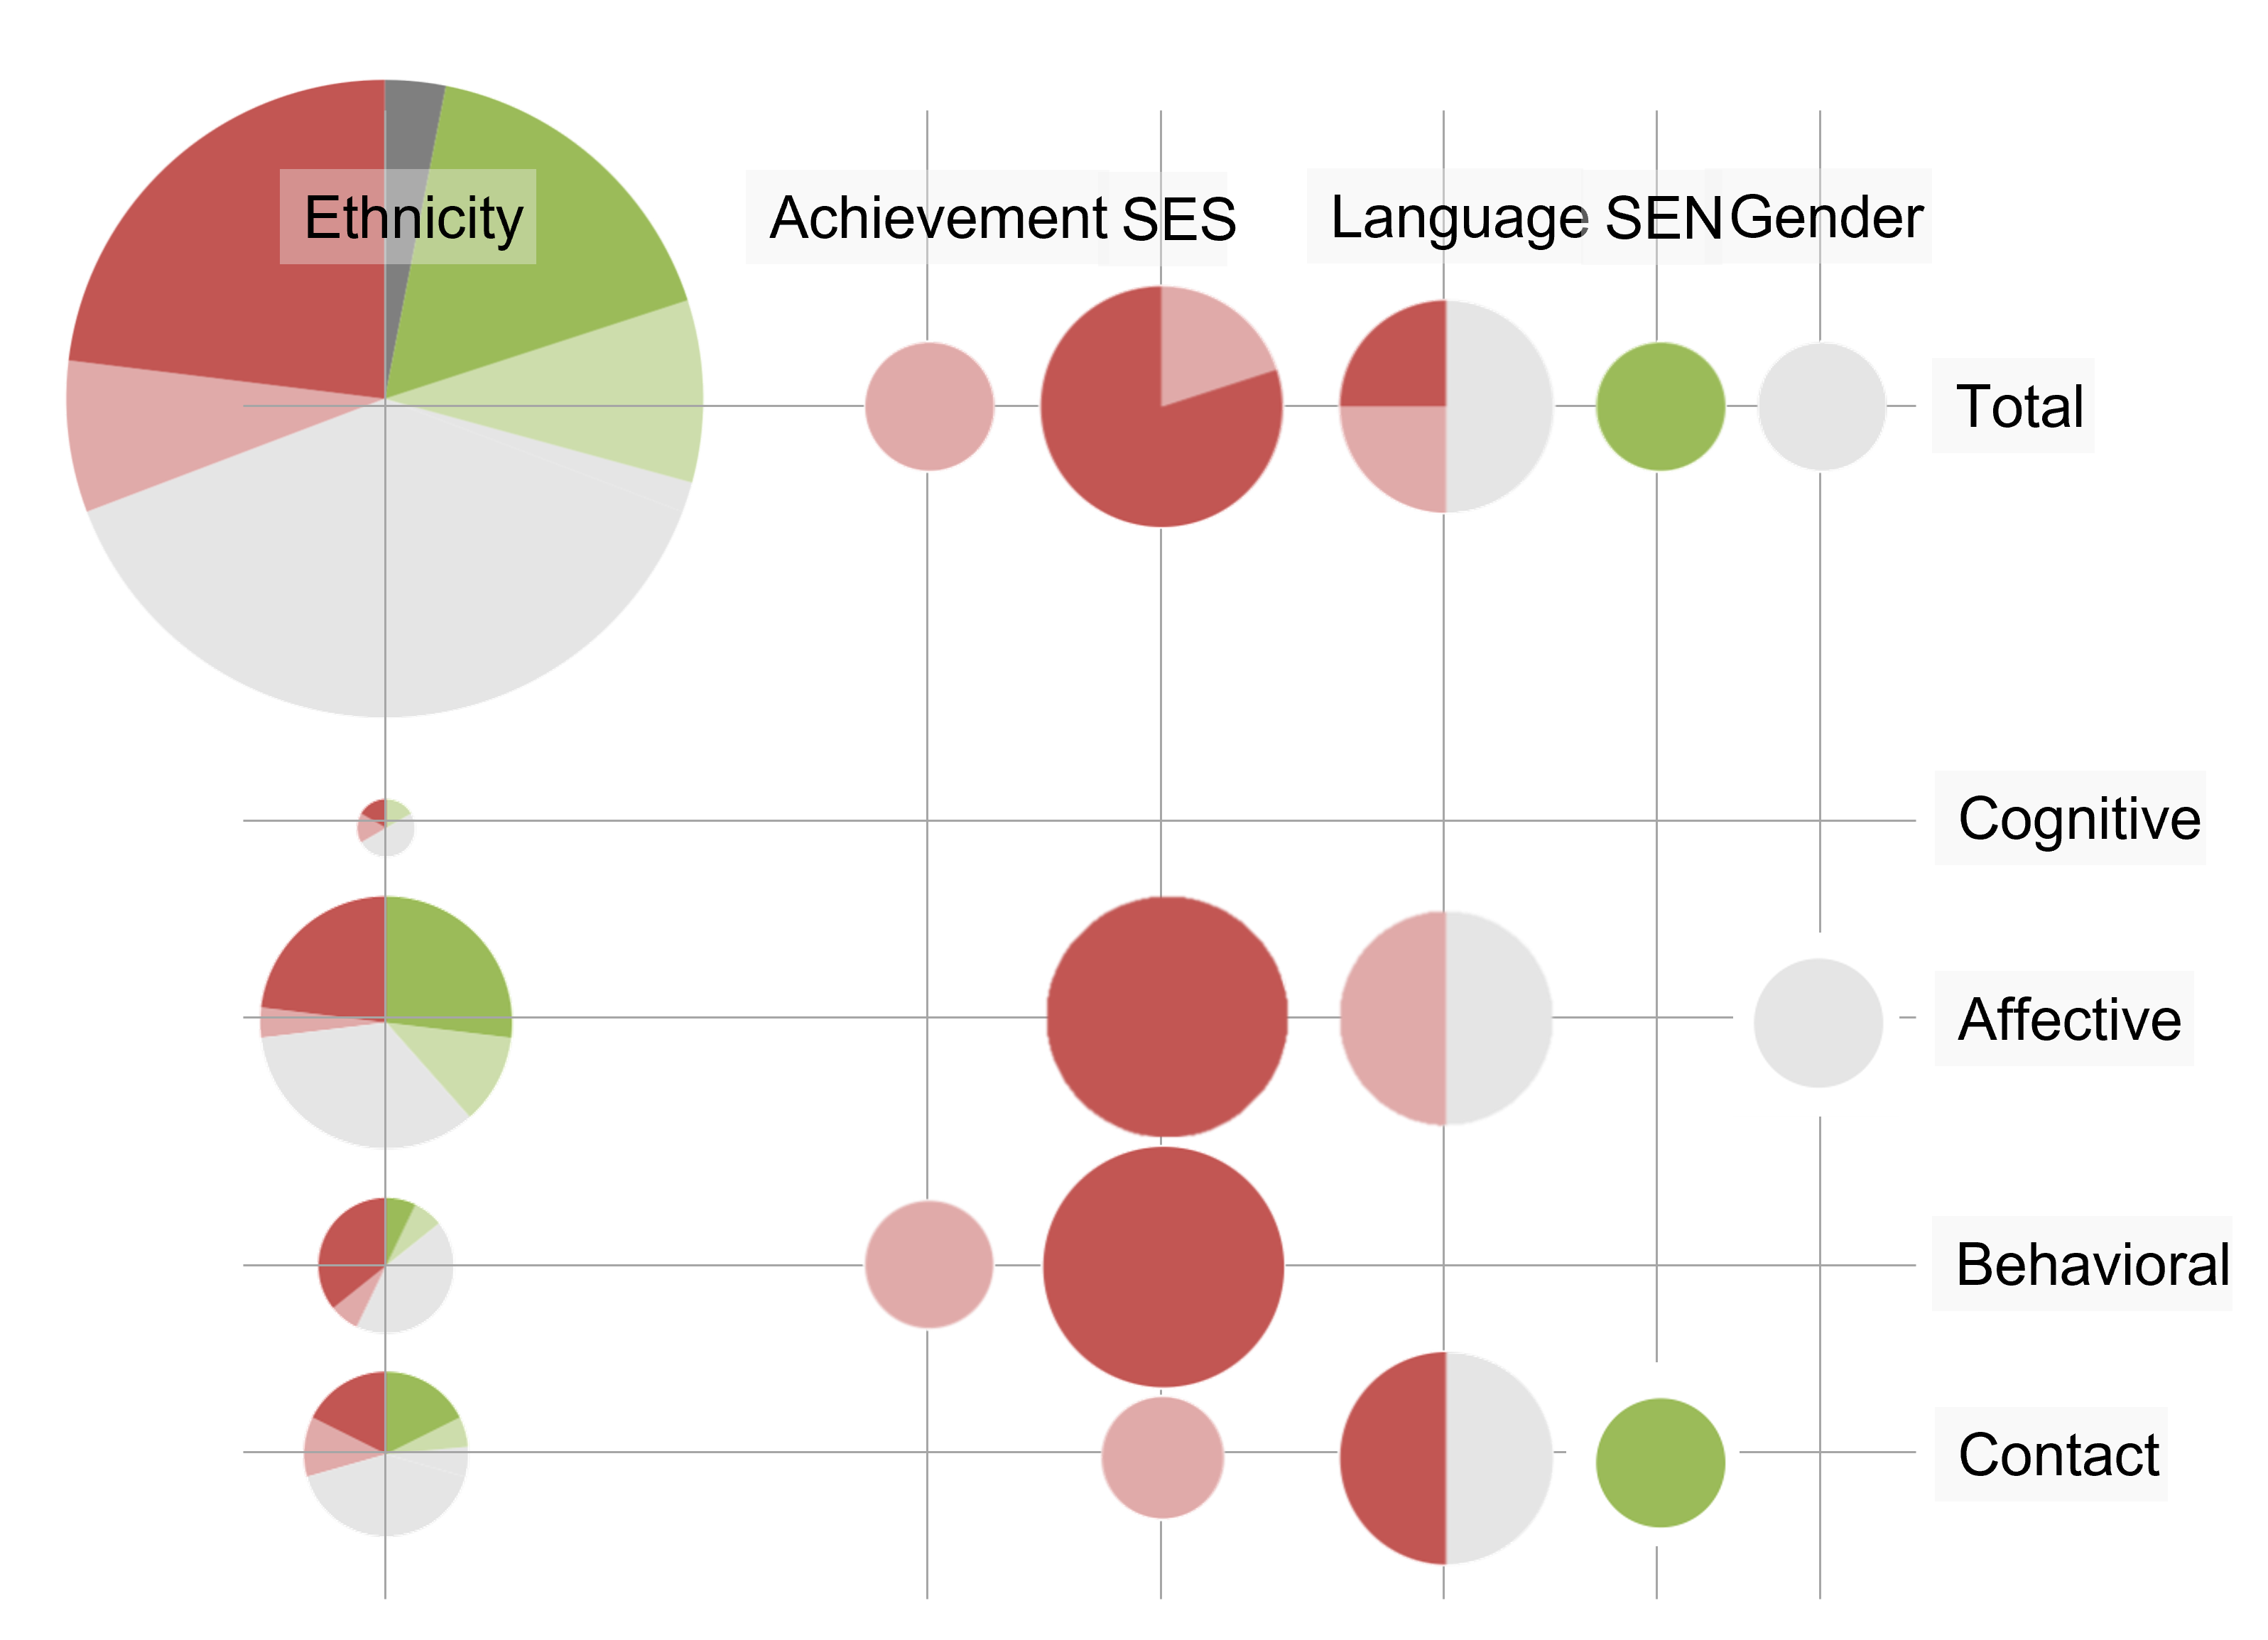 Ethnicity Achievement SES Language SEN Gender
Total
Cognitive
Affective
Behavioral
Contact